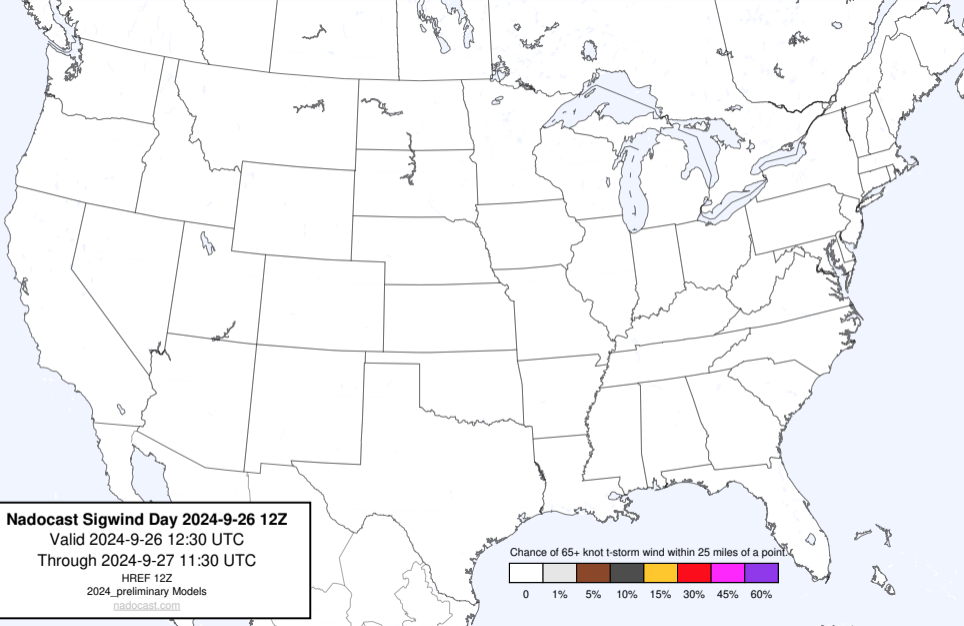 Nadocast Sigwind Day 2024-9-26 12Z
Valid 2024-9-26 12:30 UTC
Through 2024-9-27 11:30 UTC
HREF 12Z
2024_preliminary Models
nadocast.com
Chance of 65+ knot t-storm wind within 25 miles of a point.
0 1% 5% 10% 15% 30% 45% 60%